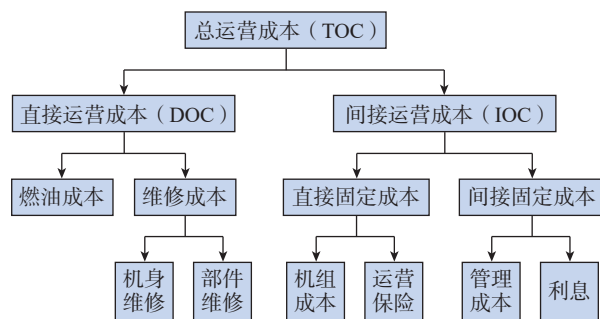 总运营成本（TOC）
直接运营成本（DOC）
间接运营成本（IOC）
燃油成本
维修成本
直接固定成本
间接固定成本
机身
维修
部件
维修
机组
成本
运营
保险
管理
成本
利息